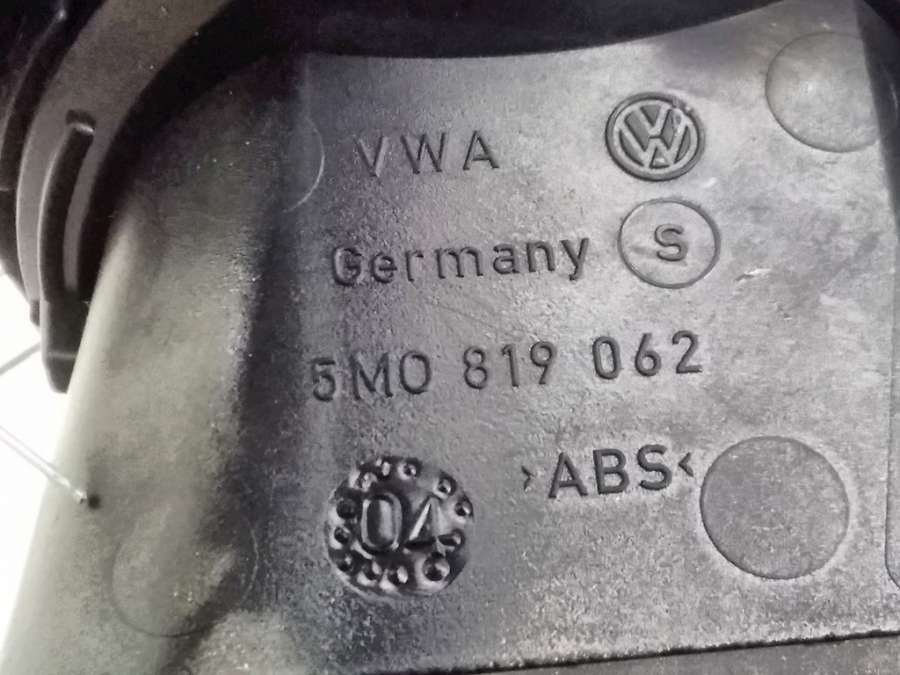 VWA
Germany S
5M0 819 062
>ABS<
04